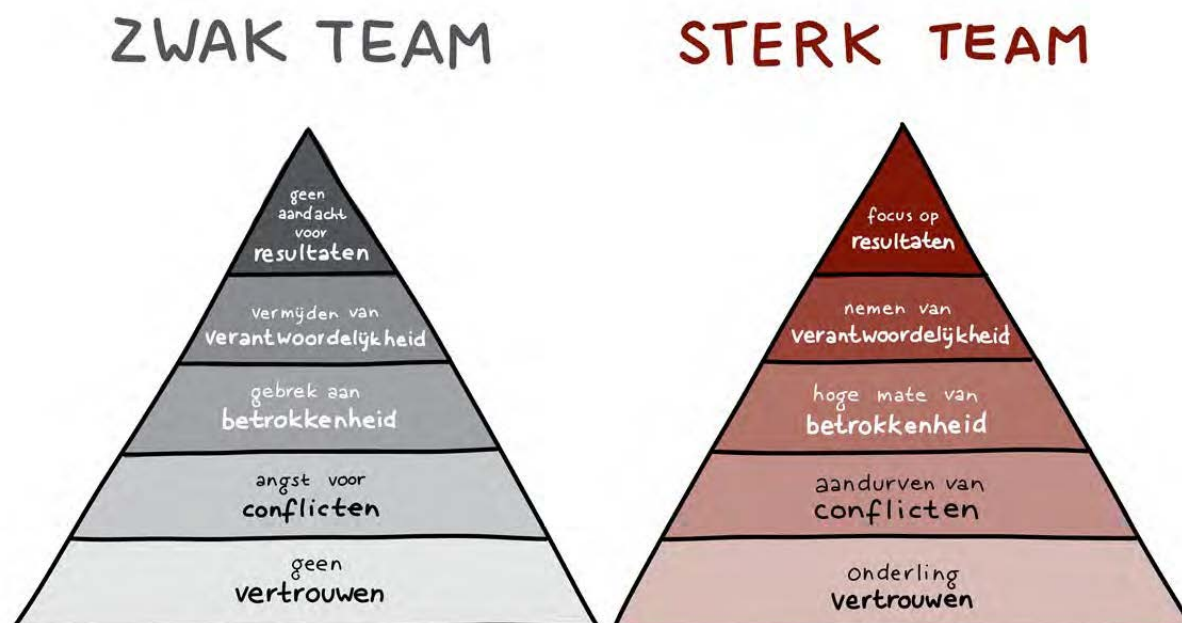 ZWAK TEAM
geen
aandacht
voor
resultaten
vermijden van
verantwoordelijkheid
gebrek aan
betrokkenheid
angst voor
conflicten
geen
vertrouwen
STERK TEAM
focus op
resultaten
nemen van
verantwoordelijkheid
hoge mate van
betrokkenheid
aandurven van
conflicten
onderling
vertrouwen